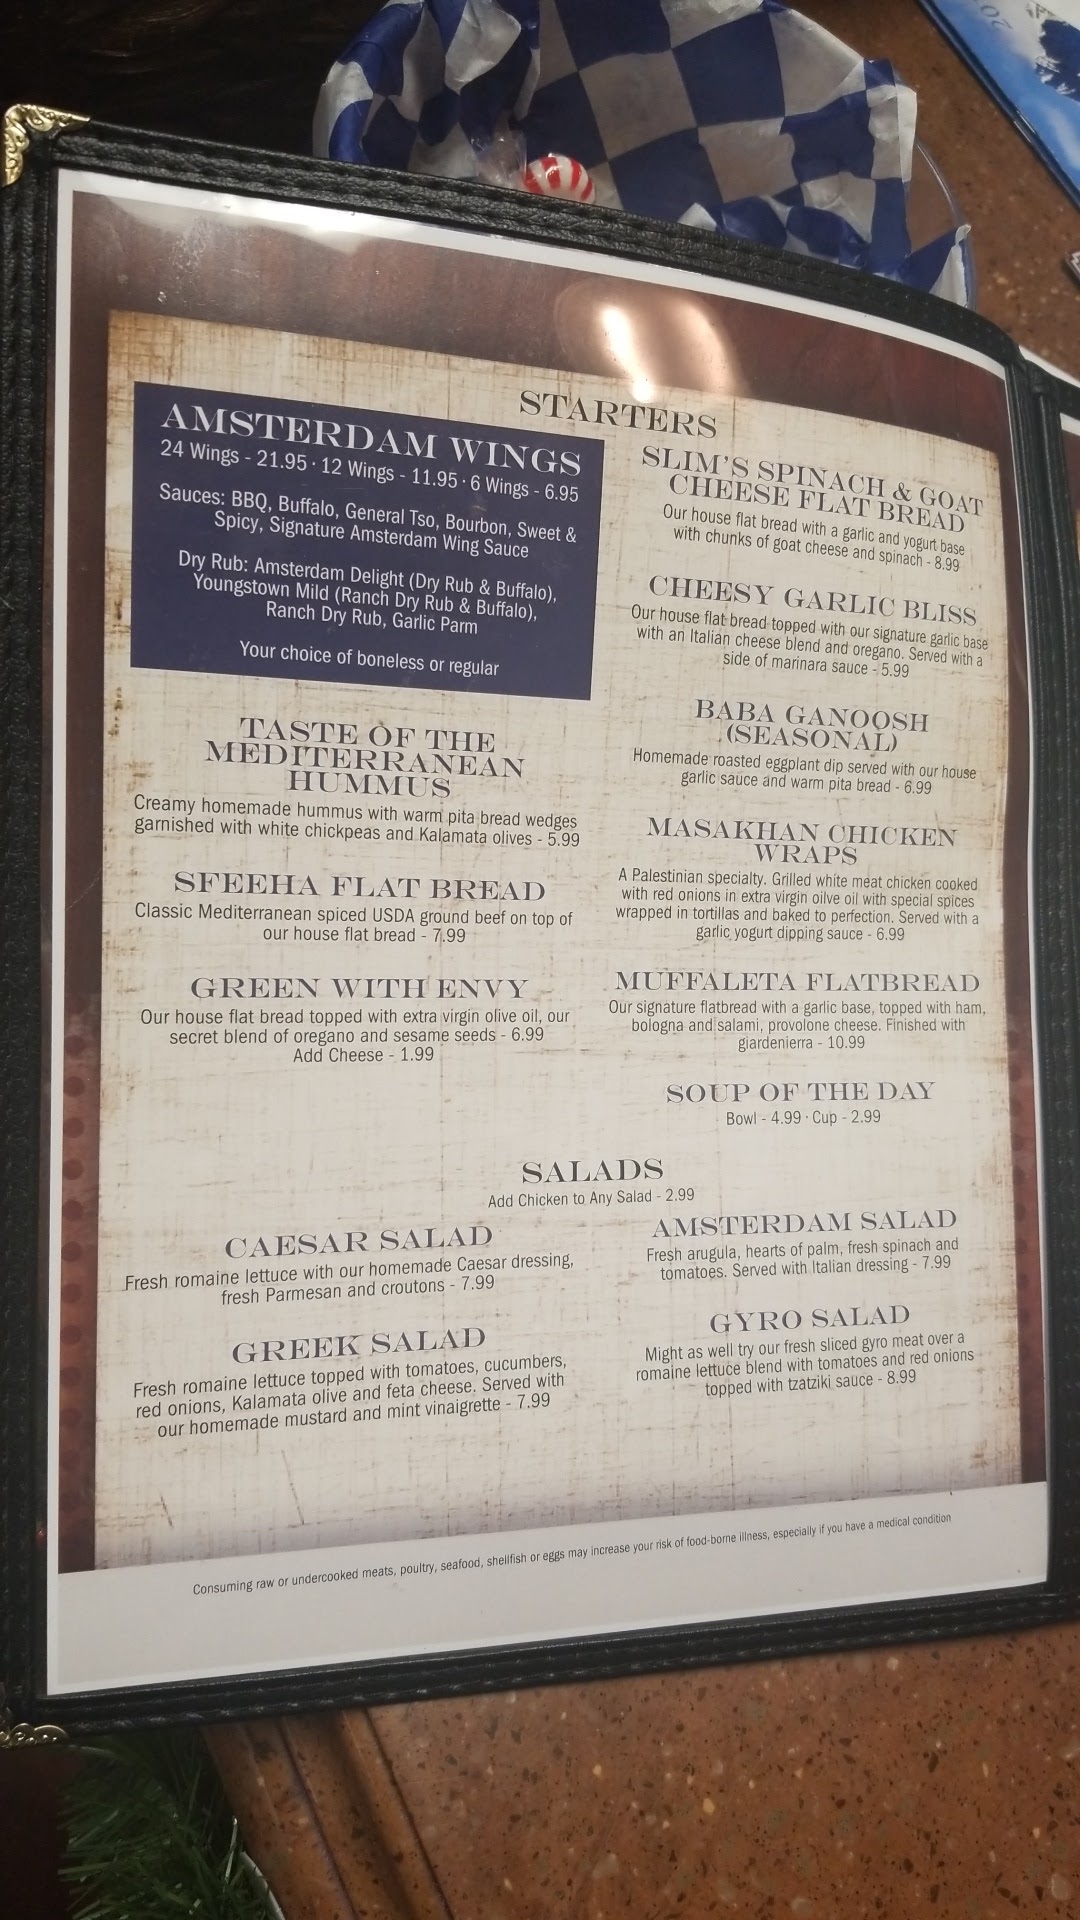 STARTERS
AMSTERDAM WINGS
24 Wings - 21.95 · 12 Wings - 11.95 · 6 Wings - 6.95
Sauces: BBQ, Buffalo, General Tso, Bourbon, Sweet &
Spicy, Signature Amsterdam Wing Sauce
Dry Rub: Amsterdam Delight (Dry Rub & Buffalo),
Youngstown Mild (Ranch Dry Rub & Buffalo),
Ranch Dry Rub, Garlic Parm
Your choice of boneless or regular
TASTE OF THE
MEDITERRANEAN
HUMMUS
Creamy homemade hummus with warm pita bread wedges
garnished with white chickpeas and Kalamata olives - 5.99
SFEEHA FLAT BREAD
Classic Mediterranean spiced USDA ground beef on top of
our house flat bread - 7.99
GREEN WITH ENVY
Our house flat bread topped with extra virgin olive oil, our
secret blend of oregano and sesame seeds - 6.99
Add Cheese - 1.99
SLIM'S SPINACH & GOAT
CHEESE FLAT BREAD
Our house flat bread with a garlic and yogurt base
with chunks of goat cheese and spinach - 8.99
CHEESY GARLIC BLISS
Our house flat bread topped with our signature garlic base
with an Italian cheese blend and oregano. Served with a
side of marinara sauce - 5.99
BABA GANOOSH
(SEASONAL)
Homemade roasted eggplant dip served with our house
garlic sauce and warm pita bread - 6.99
MASAKHAN CHICKEN
WRAPS
A Palestinian specialty. Grilled white meat chicken cooked
with red onions in extra virgin oilve oil with special spices
wrapped in tortillas and baked to perfection. Served with a
garlic yogurt dipping sauce - 6.99
MUFFALETA FLATBREAD
Our signature flatbread with a garlic base, topped with ham,
bologna and salami, provolone cheese. Finished with
giardenierra - 10.99
SOUP OF THE DAY
Bowl - 4.99 · Cup - 2.99
SALADS
Add Chicken to Any Salad - 2.99
CAESAR SALAD
Fresh romaine lettuce with our homemade Caesar dressing,
fresh Parmesan and croutons - 7.99
GREEK SALAD
Fresh romaine lettuce topped with tomatoes, cucumbers,
red onions, Kalamata olive and feta cheese. Served with
our homemade mustard and mint vinaigrette - 7.99
AMSTERDAM SALAD
Fresh arugula, hearts of palm, fresh spinach and
tomatoes. Served with Italian dressing - 7.99
GYRO SALAD
Might as well try our fresh sliced gyro meat over a
romaine lettuce blend with tomatoes and red onions
topped with tzatziki sauce - 8.99
Consuming raw or undercooked meats, poultry, seafood, shellfish or eggs may increase your risk of food-borne illness, especially if you have a medical condition